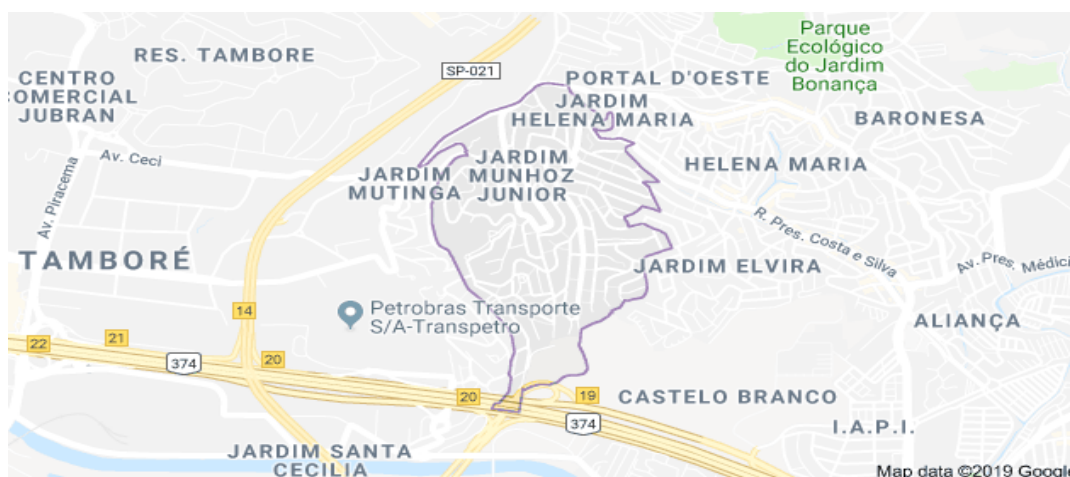 Parque
Ecológico
do Jardim
Bonança
RES. TAMBORE
SP-021
CENTRO
COMERCIAL
JUBRAN
PORTAL D'OESTE
JARDIM
HELENA MARIA
BARONESA
Av. Ceci
JARDIM
MUTINGA
JARDIM
MUNHOZ
JUNIOR
HELENA MARIA
Av. Piracema
R. Pres. Costa e Silva
TAMBORÉ
JARDIM ELVIRA
Av. Pres. Médici
Petrobras Transporte
S/A-Transpetro
14
ALIANÇA
22
21
374
20
20
19
374
CASTELO BRANCO
I.A.P.I.
JARDIM SANTA
CECILIA
Map data ©2019 Google